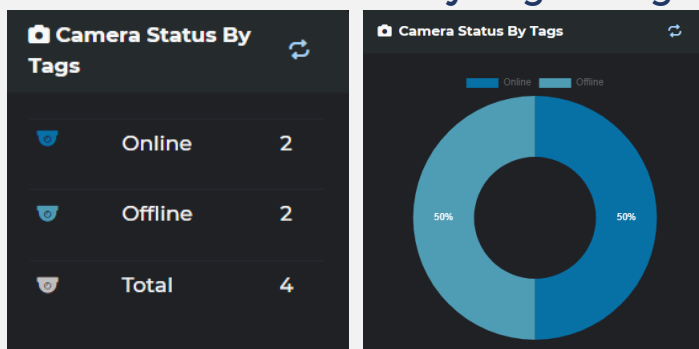 Camera Status By
Tags
Online 2
Offline 2
Total 4
Camera Status By Tags
Online Offline
50% 50%